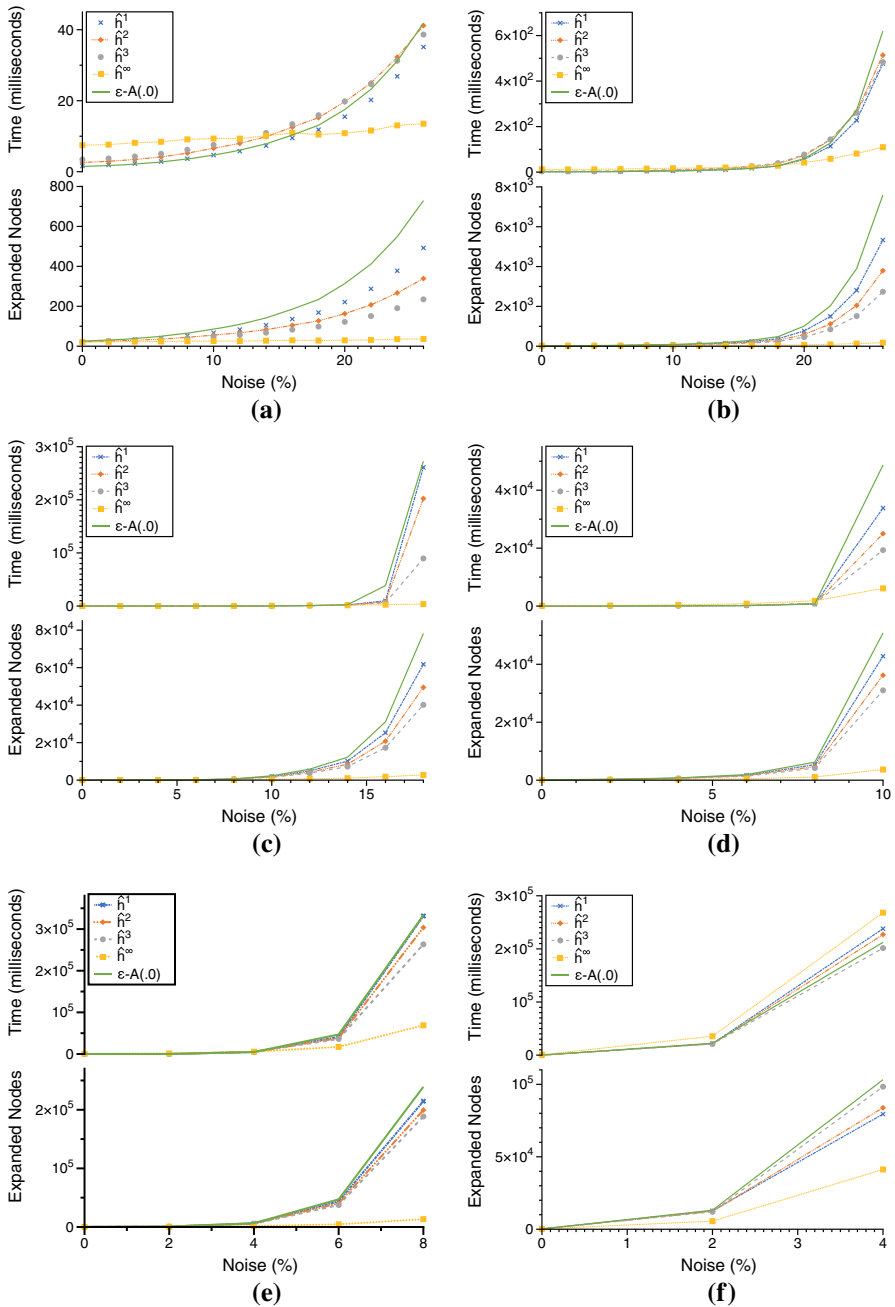 ĥ¹
ĥ²
ĥ³
ĥ∞
ε-A(.0)
Time (milliseconds)
40
20
0
Expanded Nodes
800
600
400
200
0
0 10 20
Noise (%)
(a)
ĥ¹
ĥ²
ĥ³
ĥ∞
ε-A(.0)
Time (milliseconds)
6×10²
4×10²
2×10²
0
Expanded Nodes
8×10³
6×10³
4×10³
2×10³
0
0 10 20
Noise (%)
(b)
ĥ¹
ĥ²
ĥ³
ĥ∞
ε-A(.0)
Time (milliseconds)
3×10⁵
2×10⁵
10⁵
0
Expanded Nodes
8×10⁴
6×10⁴
4×10⁴
2×10⁴
0
0 5 10 15
Noise (%)
(c)
ĥ¹
ĥ²
ĥ³
ĥ∞
ε-A(.0)
Time (milliseconds)
4×10⁴
2×10⁴
0
Expanded Nodes
4×10⁴
2×10⁴
0
0 5 10
Noise (%)
(d)
ĥ¹
ĥ²
ĥ³
ĥ∞
ε-A(.0)
Time (milliseconds)
3×10⁵
2×10⁵
10⁵
0
Expanded Nodes
2×10⁵
10⁵
0
0 2 4 6 8
Noise (%)
(e)
ĥ¹
ĥ²
ĥ³
ĥ∞
ε-A(.0)
Time (milliseconds)
3×10⁵
2×10⁵
10⁵
0
Expanded Nodes
10⁵
5×10⁴
0
0 1 2 3 4
Noise (%)
(f)